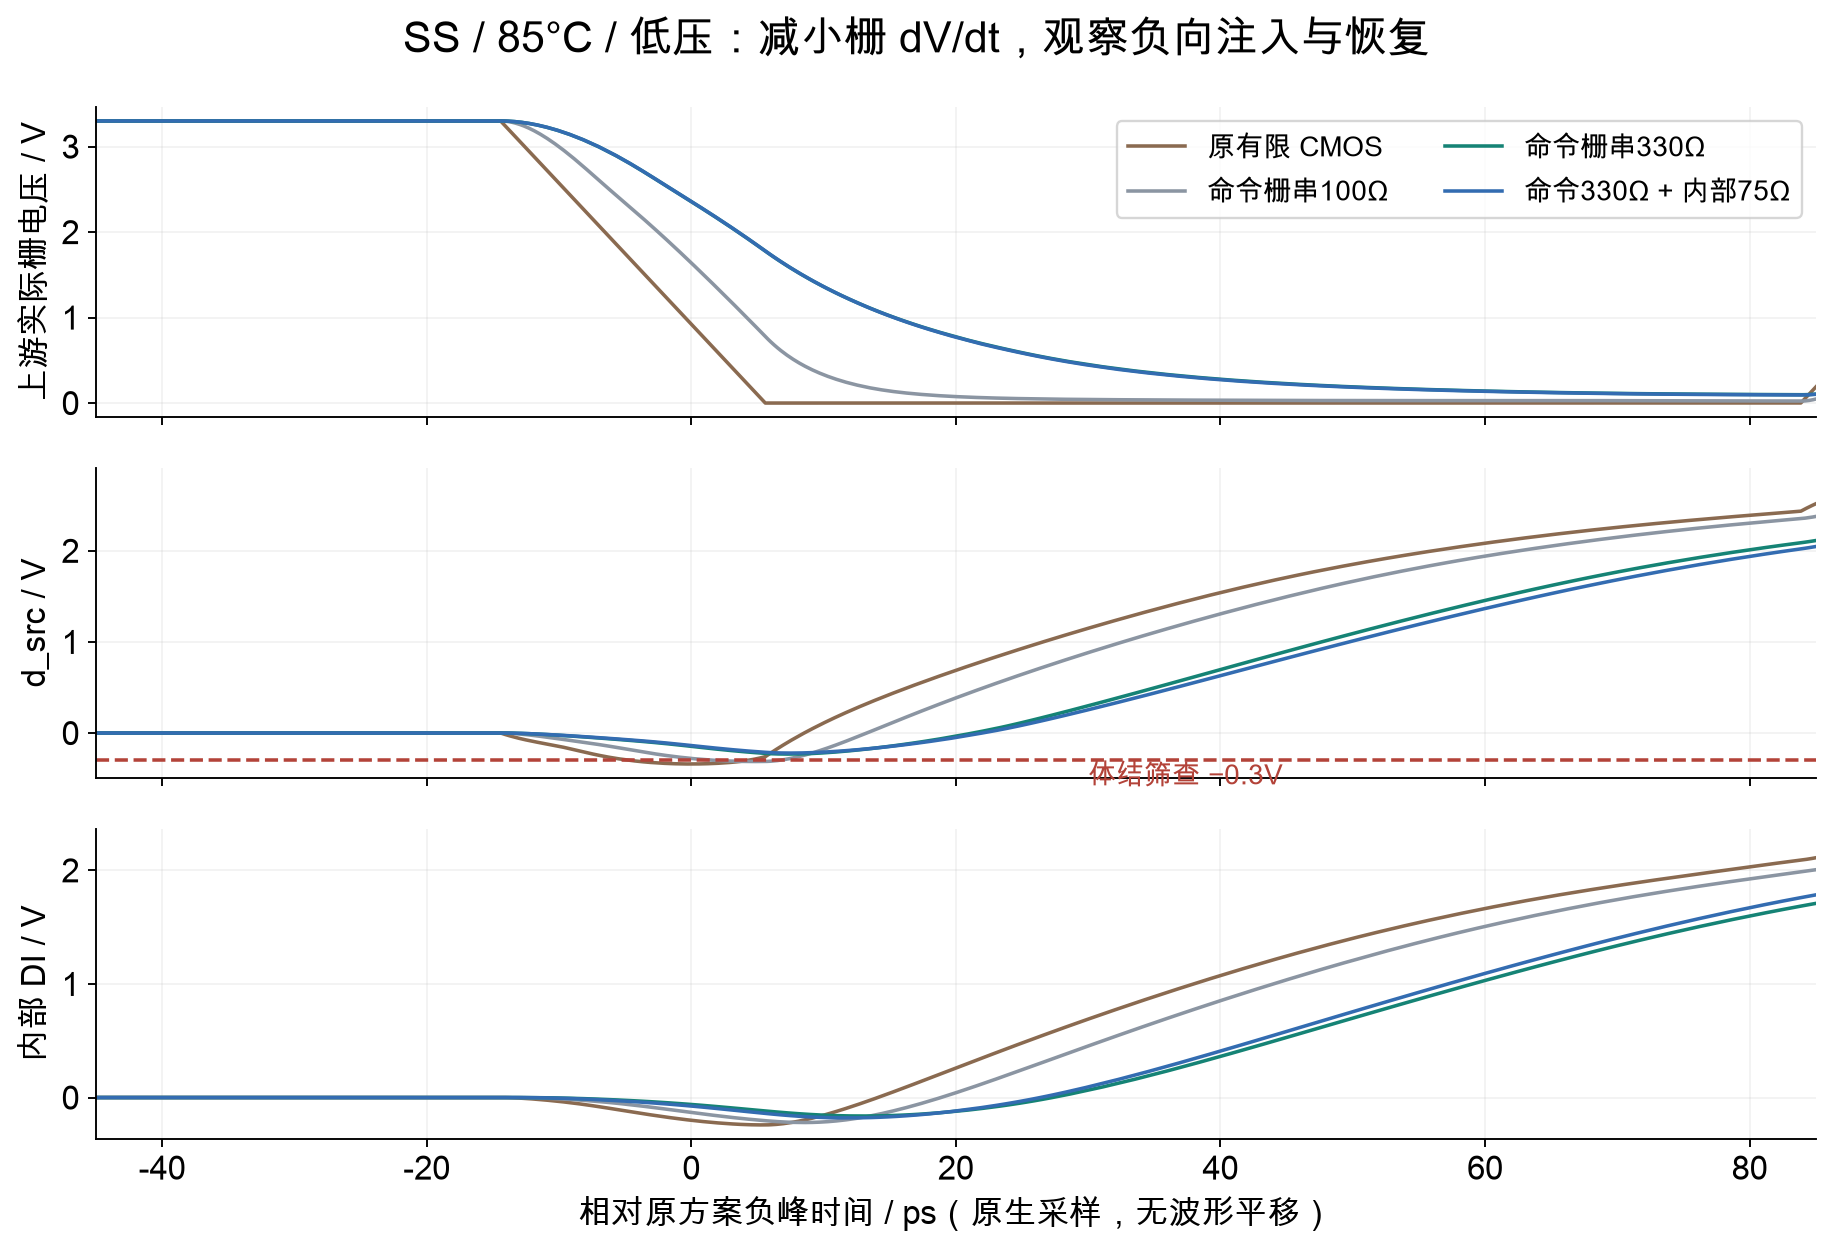 SS / 85°C / 低压：减小栅 dV/dt，观察负向注入与恢复
上游实际栅电压 / V
3
2
1
0
原有限 CMOS
命令栅串100Ω
命令栅串330Ω
命令330Ω + 内部75Ω
d_src / V
2
1
0
体结筛查 −0.3V
内部 DI / V
2
1
0
-40 -20 0 20 40 60 80
相对原方案负峰时间 / ps（原生采样，无波形平移）